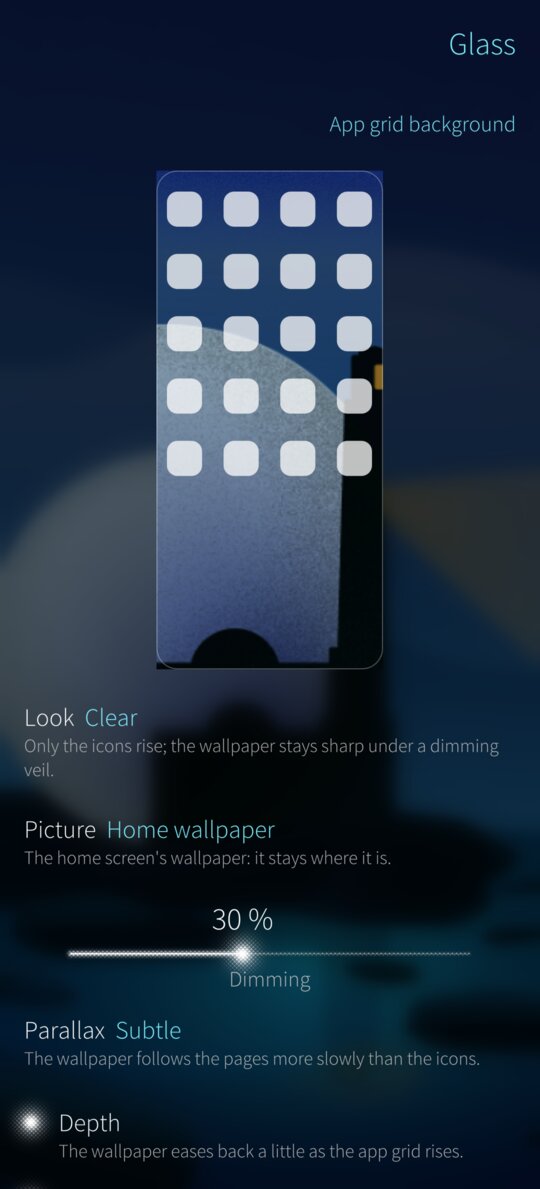 Glass
App grid background
Look Clear
Only the icons rise; the wallpaper stays sharp under a dimming
veil.
Picture Home wallpaper
The home screen's wallpaper: it stays where it is.
30 %
Dimming
Parallax Subtle
The wallpaper follows the pages more slowly than the icons.
Depth
The wallpaper eases back a little as the app grid rises.